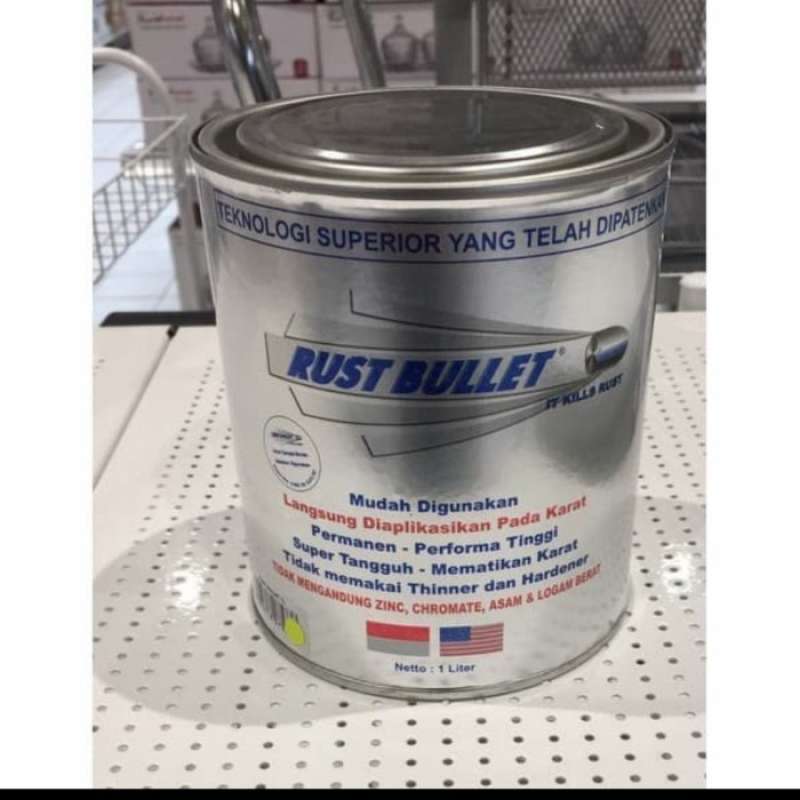 TEKNOLOGI SUPERIOR YANG TELAH DIPATENKAN
RUST BULLET®
IT KILLS RUST
Mudah Digunakan
Langsung Diaplikasikan Pada Karat
Permanen - Performa Tinggi
Super Tangguh - Mematikan Karat
Tidak memakai Thinner dan Hardener
TIDAK MENGANDUNG ZINC, CHROMATE, ASAM & LOGAM BERAT
Netto : 1 Liter